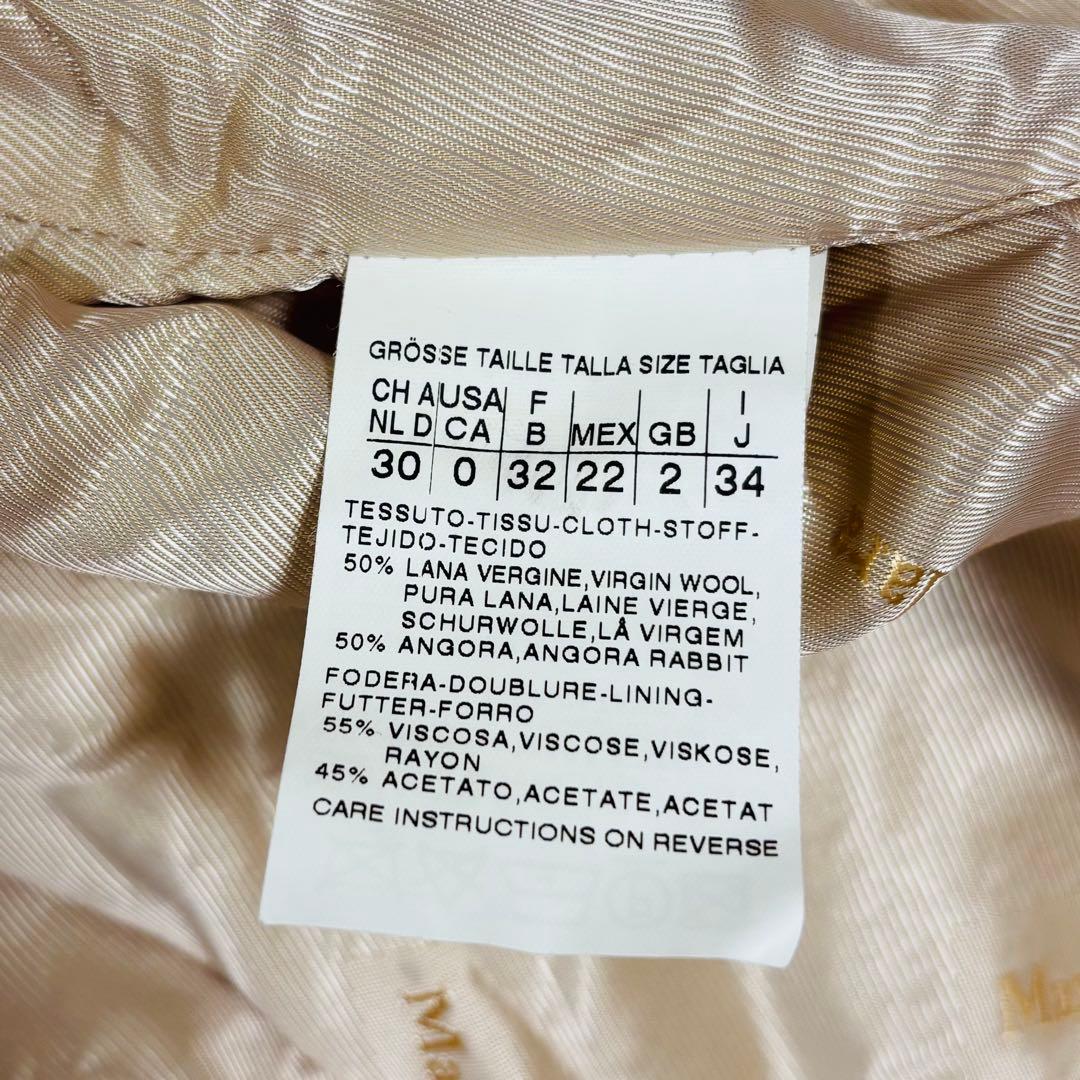 GRÖSSE TAILLE TALLA SIZE TAGLIA
CH A USA F I
NL D CA B MEX GB J
30 0 32 22 2 34
TESSUTO-TISSU-CLOTH-STOFF-
TEJIDO-TECIDO
50% LANA VERGINE,VIRGIN WOOL,
PURA LANA,LAINE VIERGE,
SCHURWOLLE,LÅ VIRGEM
50% ANGORA,ANGORA RABBIT
FODERA-DOUBLURE-LINING-
FUTTER-FORRO
55% VISCOSA,VISCOSE,VISKOSE,
RAYON
45% ACETATO,ACETATE,ACETAT
CARE INSTRUCTIONS ON REVERSE